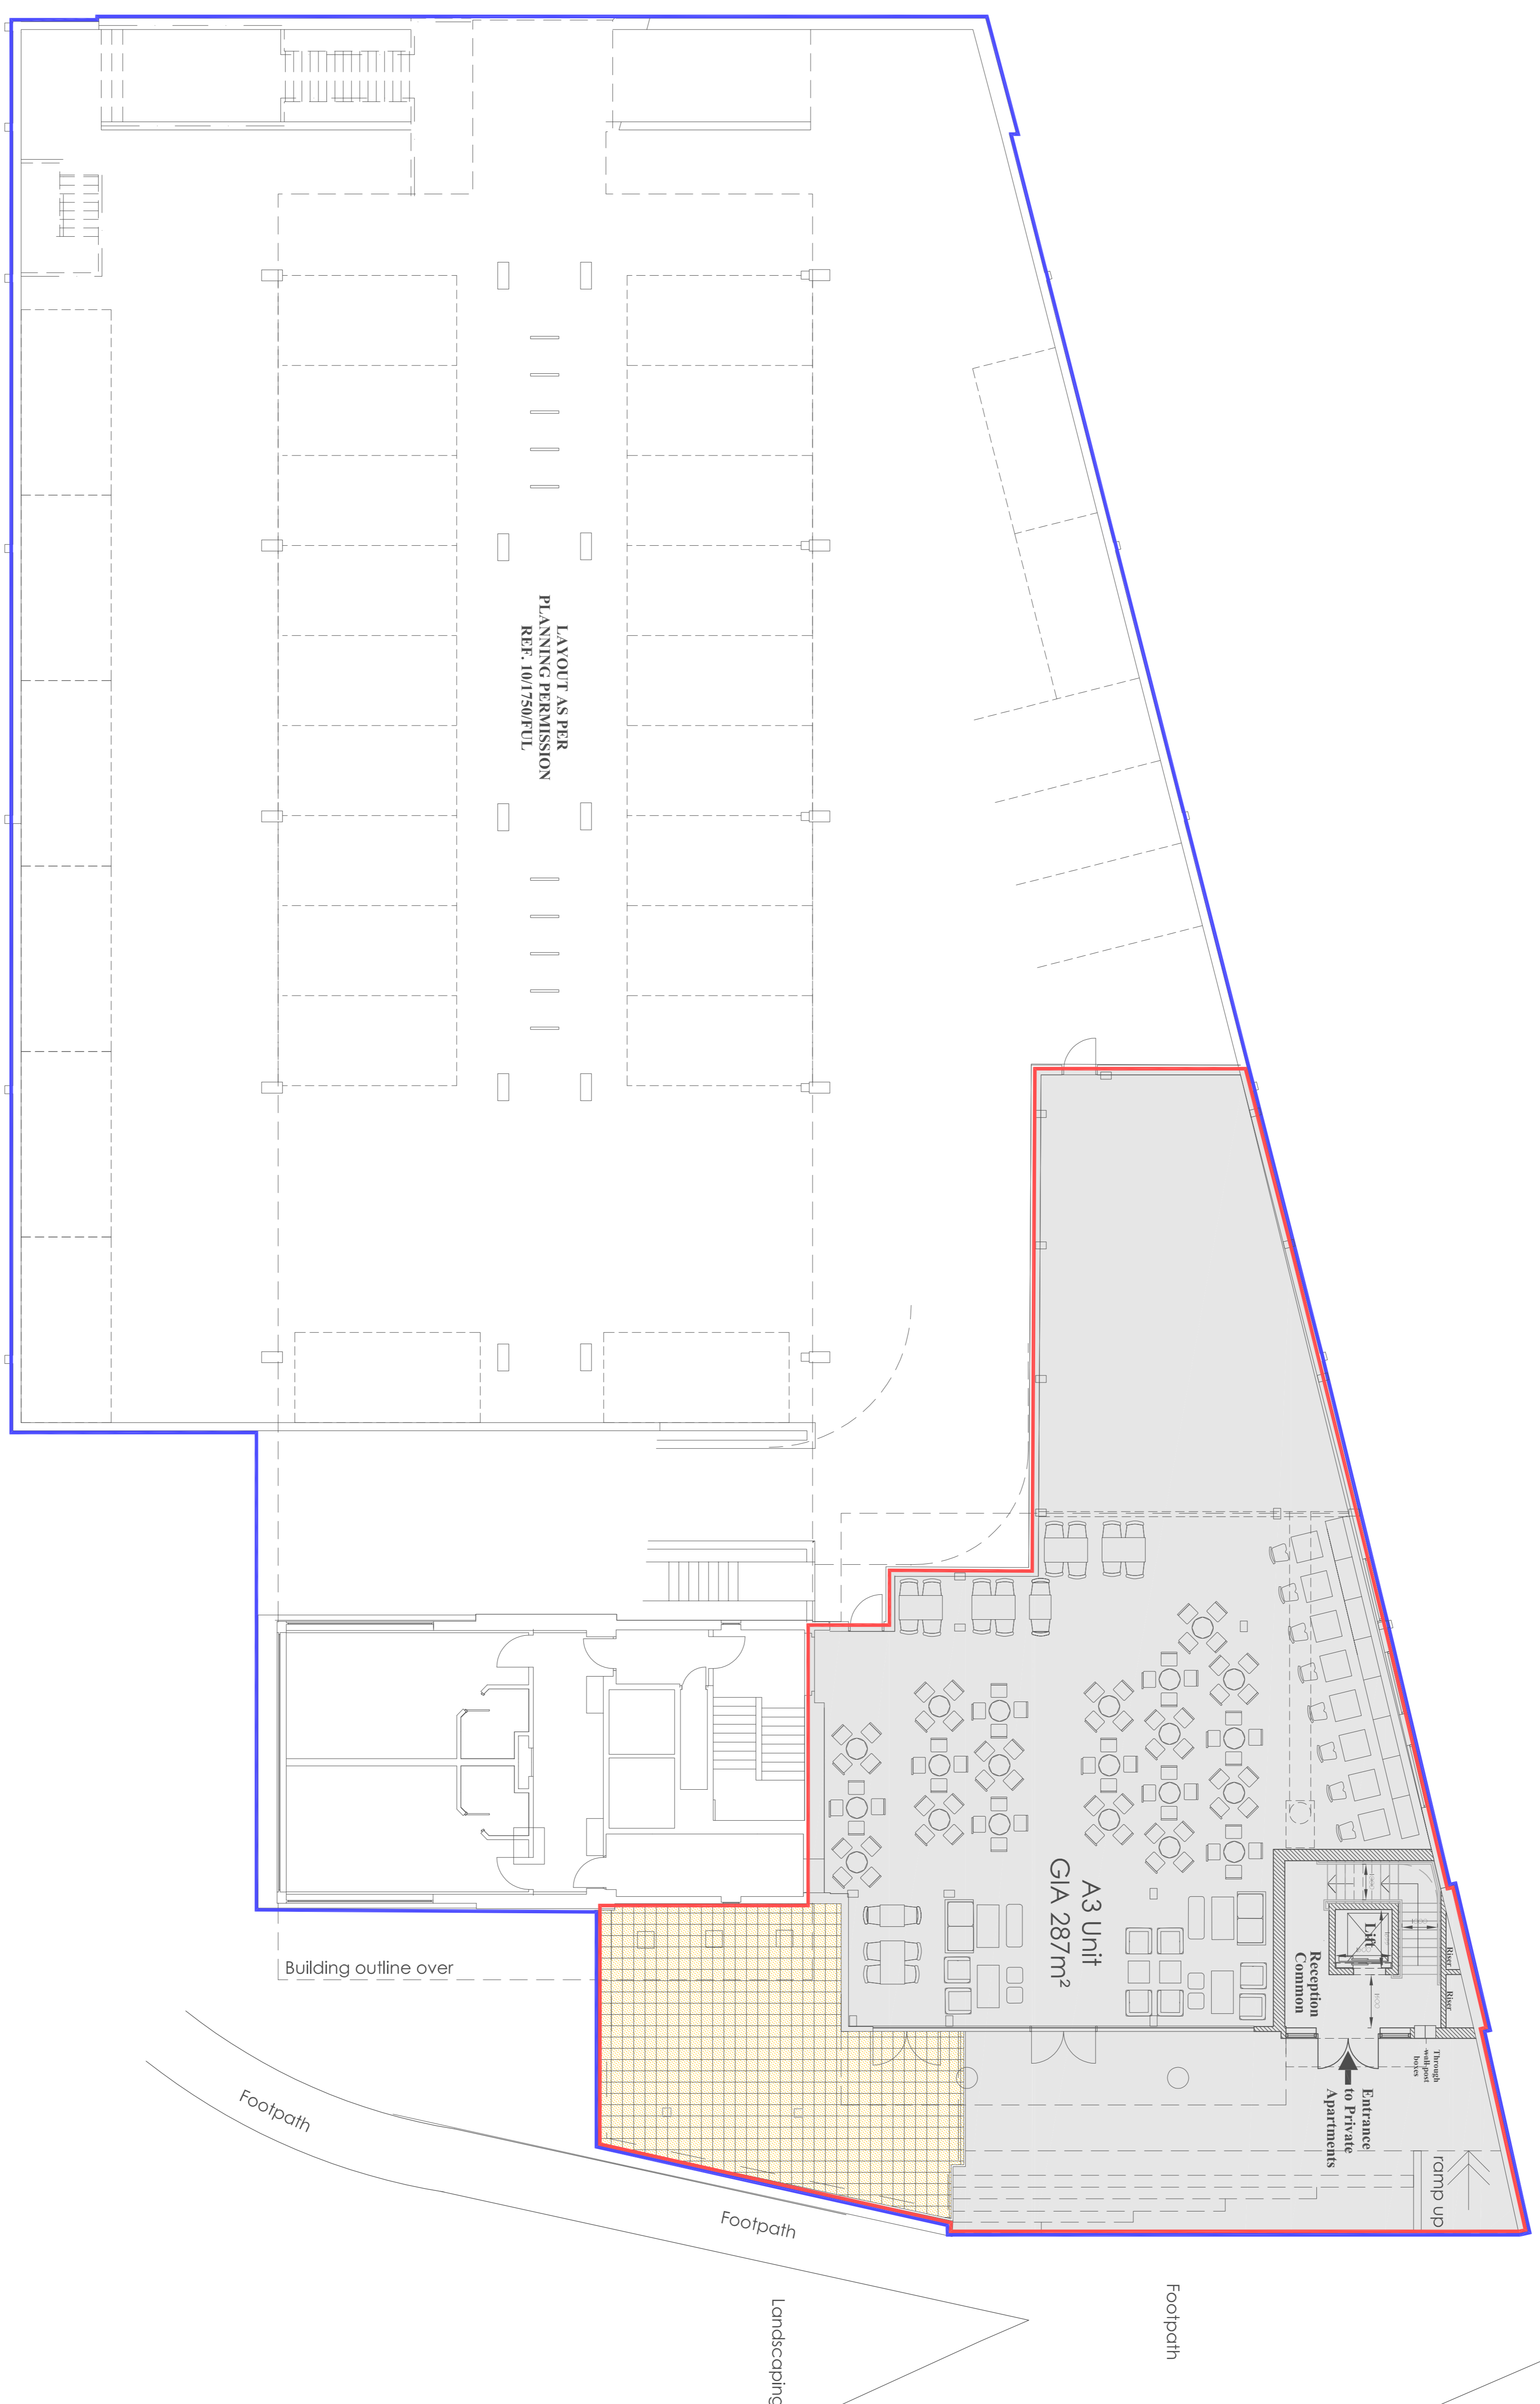 LAYOUT AS PER
PLANNING PERMISSION
REF. 10/1750/FUL
A3 Unit
GIA 287m²
Lift
Reception
Common
Riser
Riser
Through
wall post
boxes
Entrance
to Private
Apartments
ramp up
Building outline over
Footpath
Footpath
Footpath
Landscaping